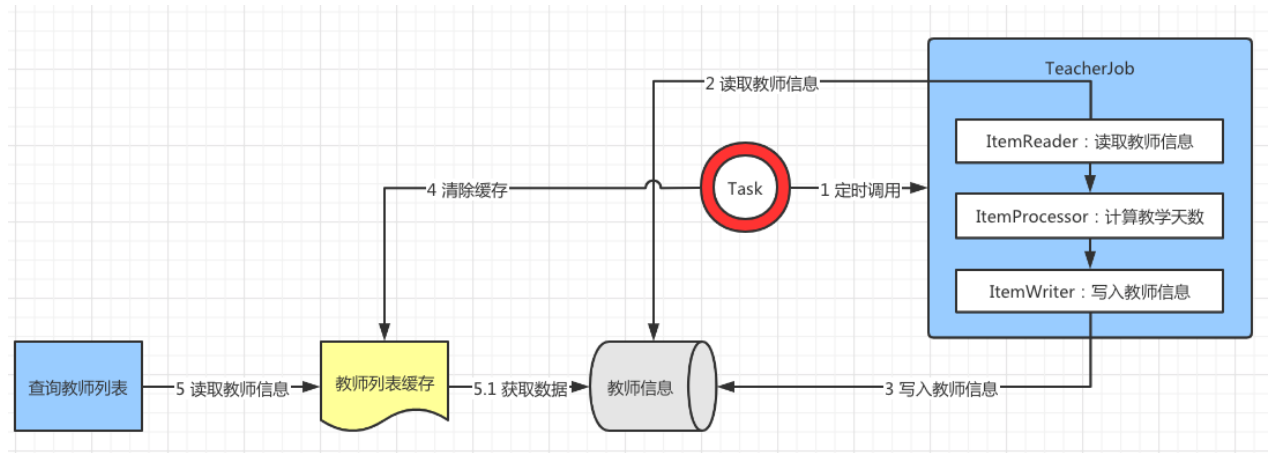 TeacherJob
2 读取教师信息
ItemReader：读取教师信息
4 清除缓存
Task
1 定时调用
ItemProcessor：计算教学天数
ItemWriter：写入教师信息
查询教师列表
5 读取教师信息
教师列表缓存
5.1 获取数据
教师信息
3 写入教师信息